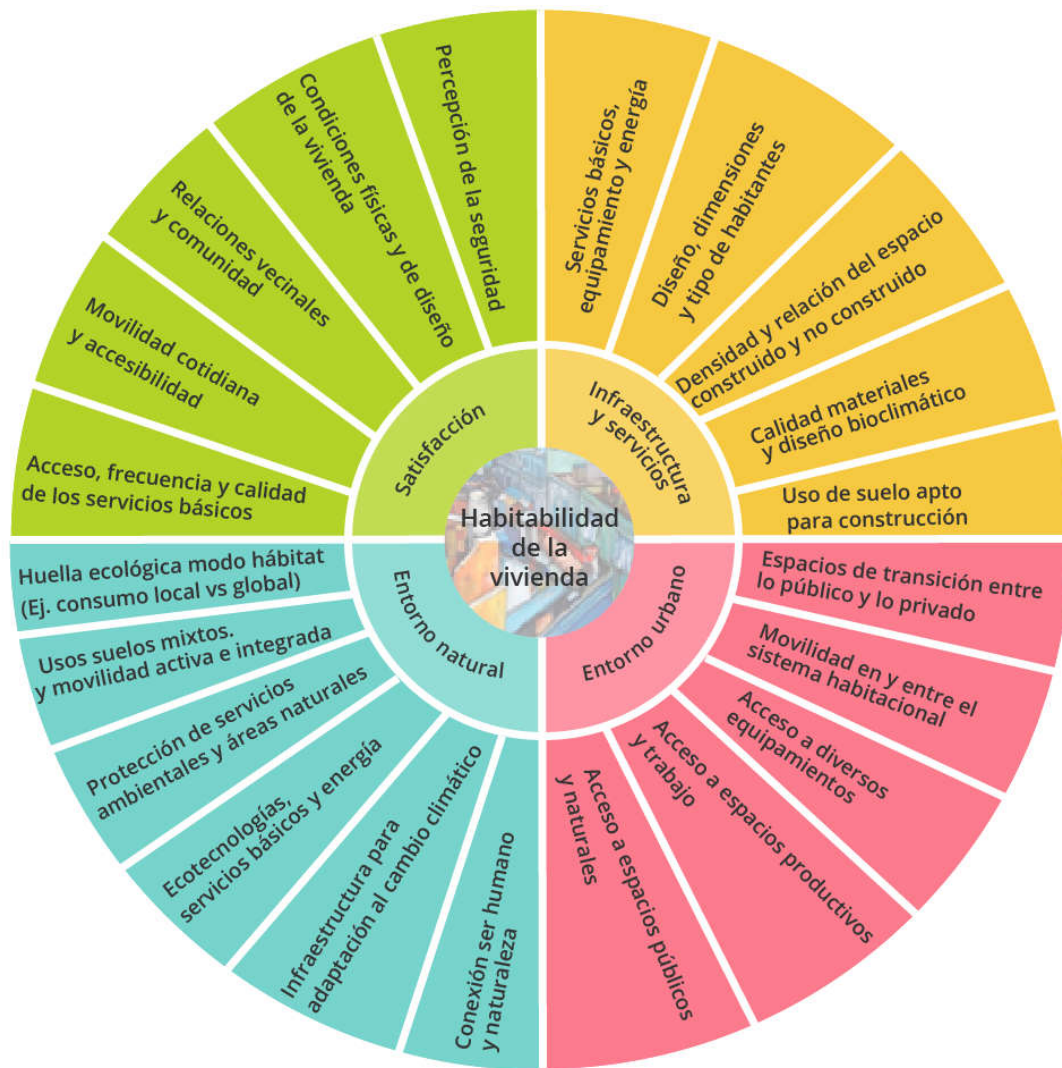 Habitabilidad
de la
vivienda
Satisfacción
Acceso, frecuencia y calidad
de los servicios básicos
Movilidad cotidiana
y accesibilidad
Relaciones vecinales
y comunidad
Condiciones físicas y de diseño
de la vivienda
Percepción de la seguridad
Infraestructura
y servicios
Servicios básicos,
equipamiento y energía
Diseño, dimensiones
y tipo de habitantes
Densidad y relación del espacio
construido y no construido
Calidad materiales
y diseño bioclimático
Uso de suelo apto
para construcción
Entorno urbano
Espacios de transición entre
lo público y lo privado
Movilidad en y entre el
sistema habitacional
Acceso a diversos
equipamientos
Acceso a espacios productivos
y trabajo
Acceso a espacios públicos
y naturales
Entorno natural
Conexión ser humano
y naturaleza
Infraestructura para
adaptación al cambio climático
Ecotecnologías,
servicios básicos y energía
Protección de servicios
ambientales y áreas naturales
Usos suelos mixtos.
y movilidad activa e integrada
Huella ecológica modo hábitat
(Ej. consumo local vs global)